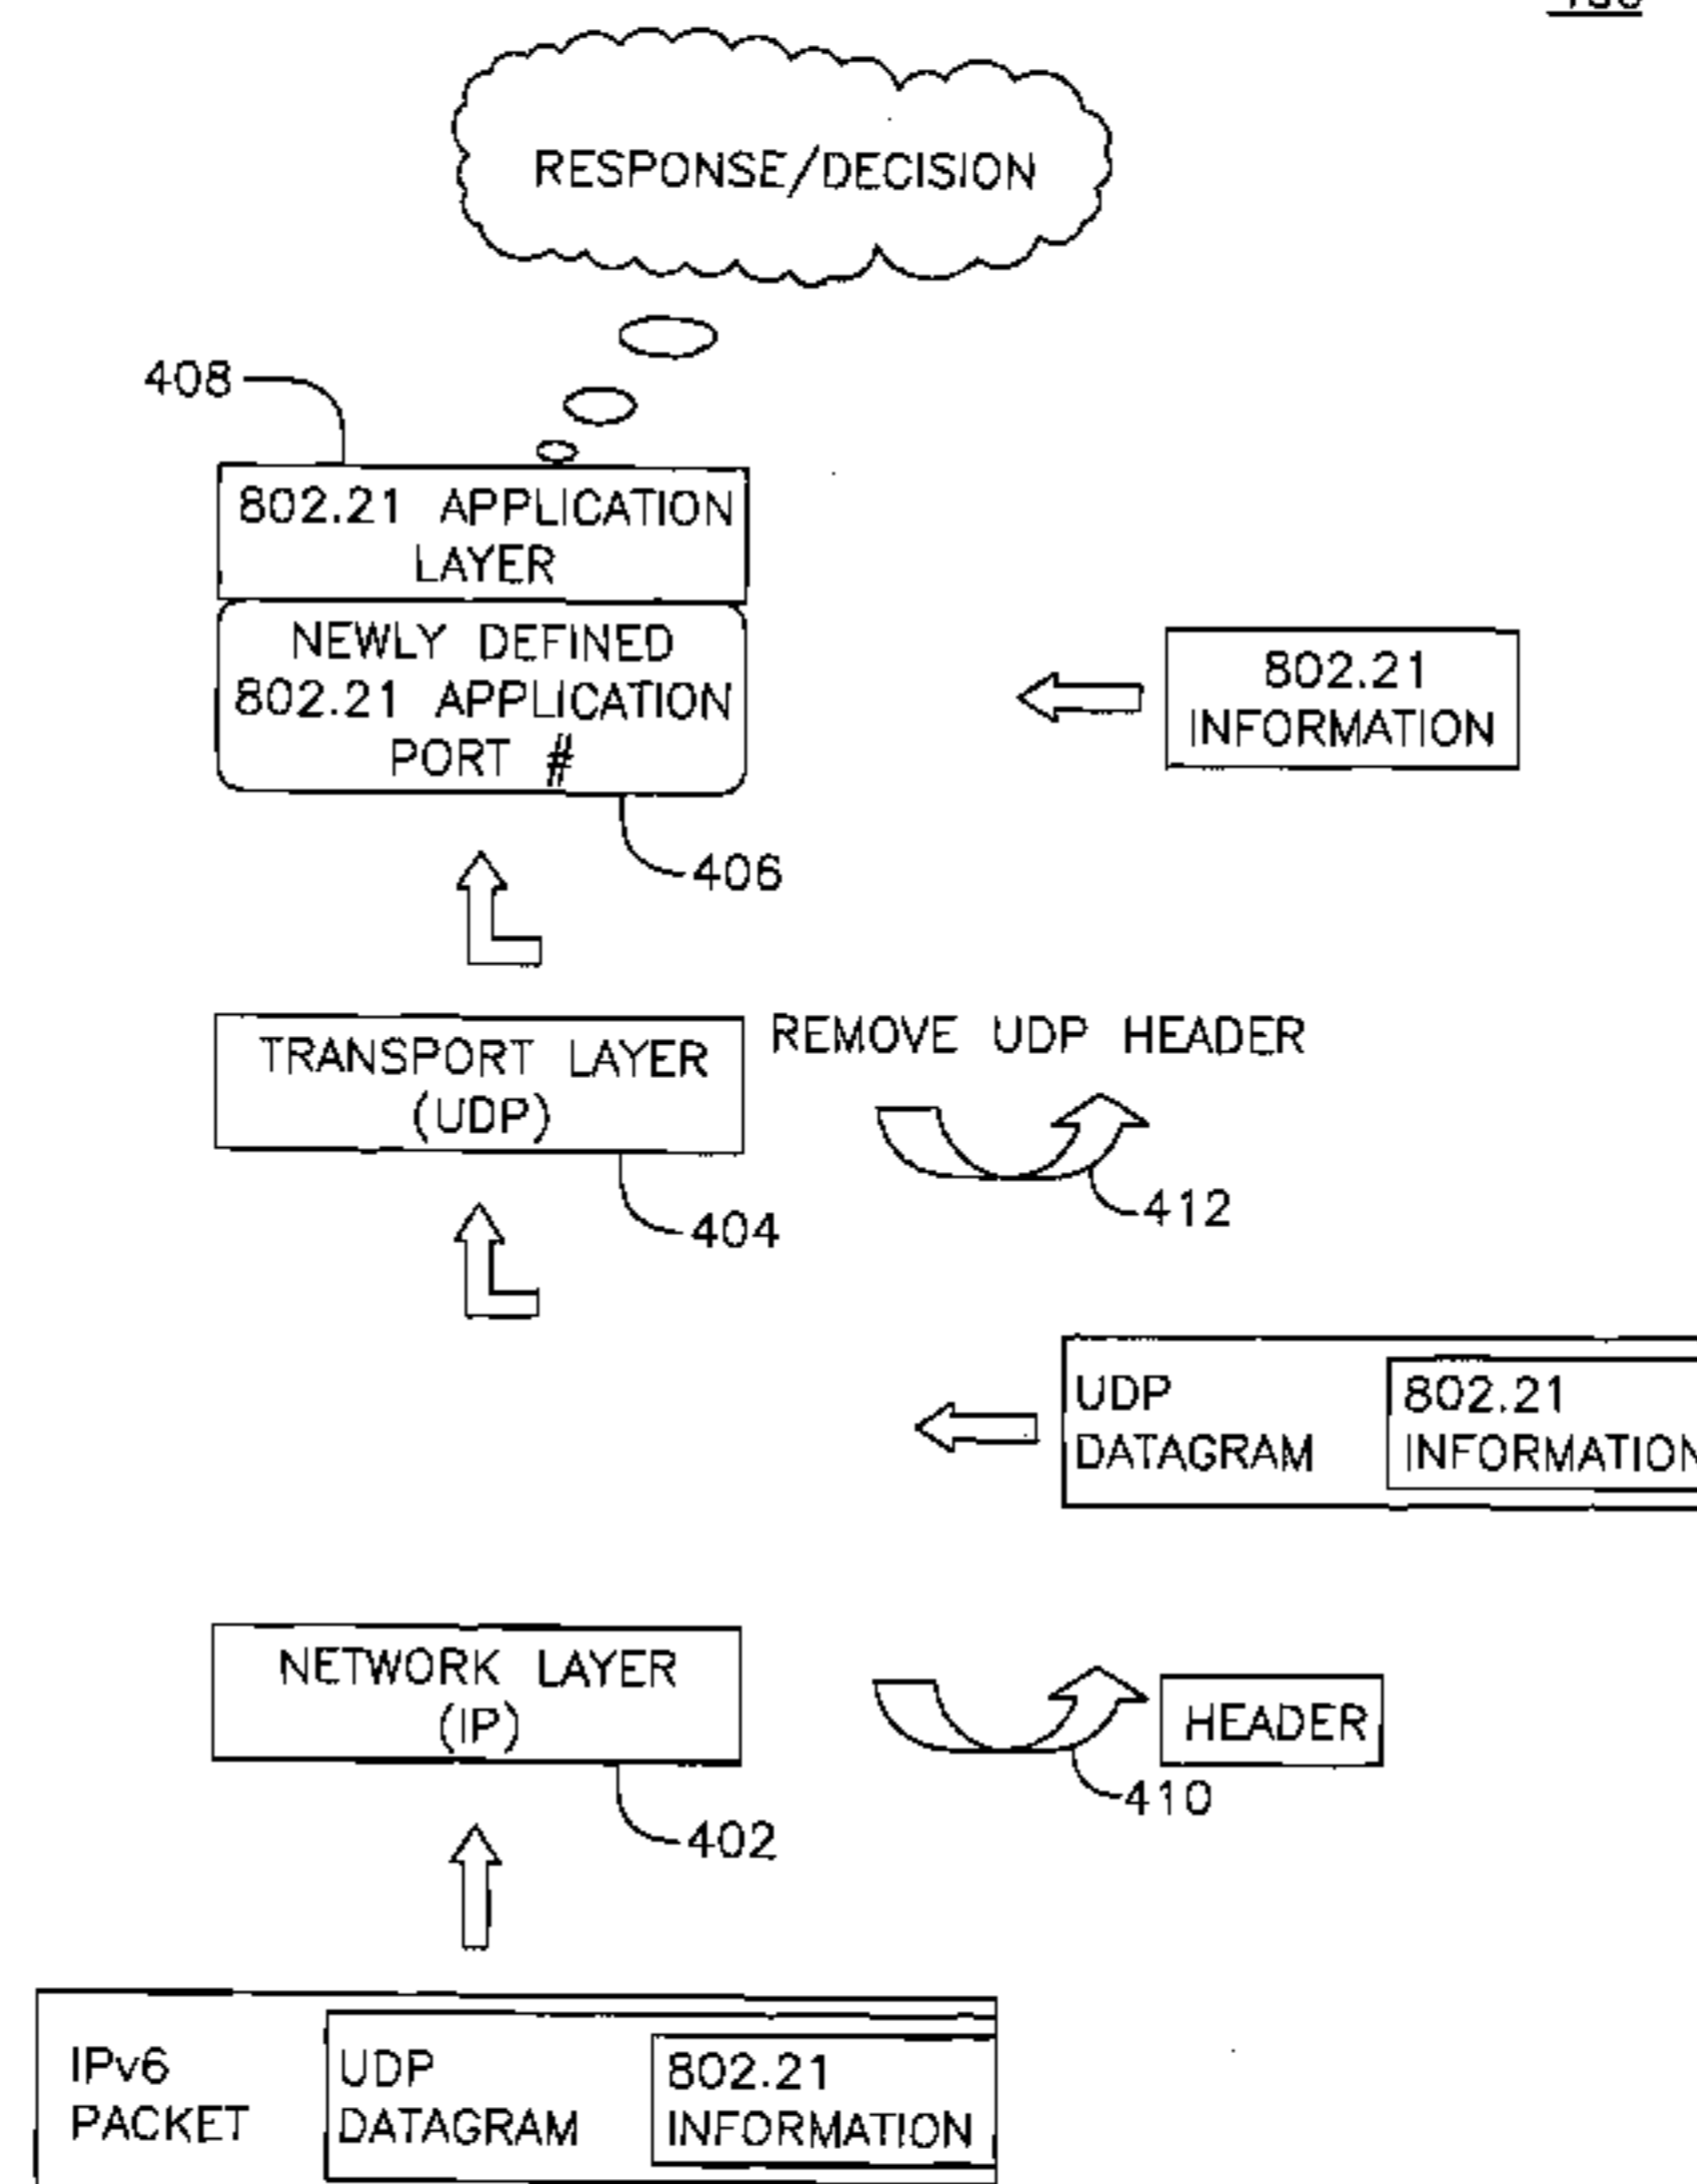 RESPONSE/DECISION
408
802.21 APPLICATION
LAYER
NEWLY DEFINED
802.21 APPLICATION
PORT #
802.21
INFORMATION
406
TRANSPORT LAYER
(UDP)
REMOVE UDP HEADER
412
404
UDP
DATAGRAM
802.21
INFORMATION
NETWORK LAYER
(IP)
HEADER
410
402
IPv6
PACKET
UDP
DATAGRAM
802.21
INFORMATION